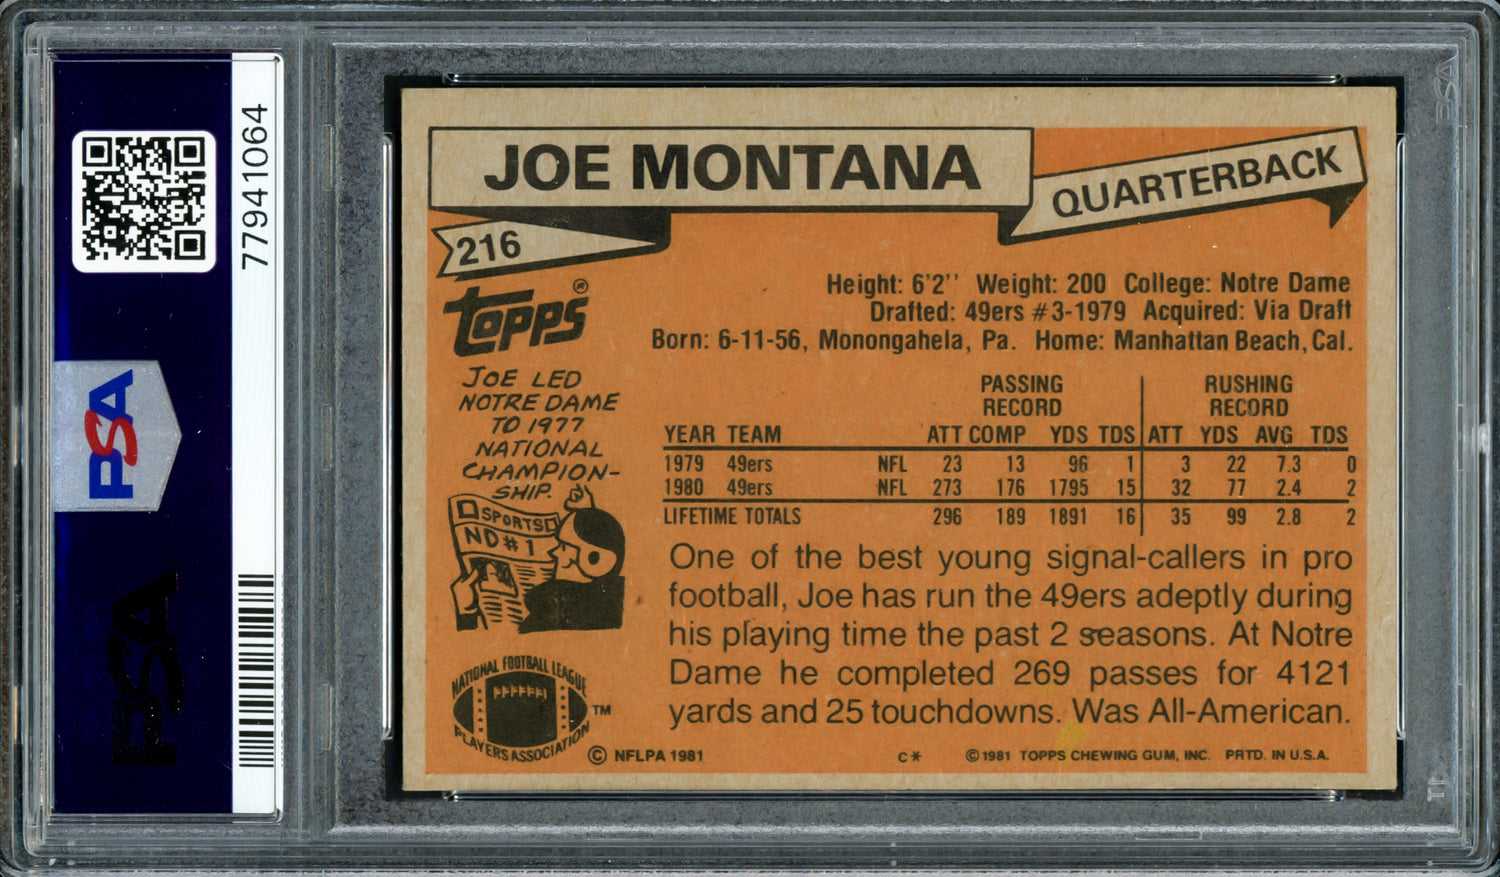 77941064
PSA
PSA
PSA
JOE MONTANA
QUARTERBACK
216
TOPPS®
Height: 6'2'' Weight: 200 College: Notre Dame
Drafted: 49ers #3-1979 Acquired: Via Draft
Born: 6-11-56, Monongahela, Pa. Home: Manhattan Beach, Cal.
JOE LED
NOTRE DAME
TO 1977
NATIONAL
CHAMPION-
SHIP.
SPORTS
ND#1
PASSING RUSHING
RECORD RECORD
YEAR TEAM ATT COMP YDS TDS ATT YDS AVG TDS
1979 49ers NFL 23 13 96 1 3 22 7.3 0
1980 49ers NFL 273 176 1795 15 32 77 2.4 2
LIFETIME TOTALS 296 189 1891 16 35 99 2.8 2
One of the best young signal-callers in pro
football, Joe has run the 49ers adeptly during
his playing time the past 2 seasons. At Notre
Dame he completed 269 passes for 4121
yards and 25 touchdowns. Was All-American.
NATIONAL FOOTBALL LEAGUE
PLAYERS ASSOCIATION
™
© NFLPA 1981
C*
© 1981 TOPPS CHEWING GUM, INC. PRTD. IN U.S.A.